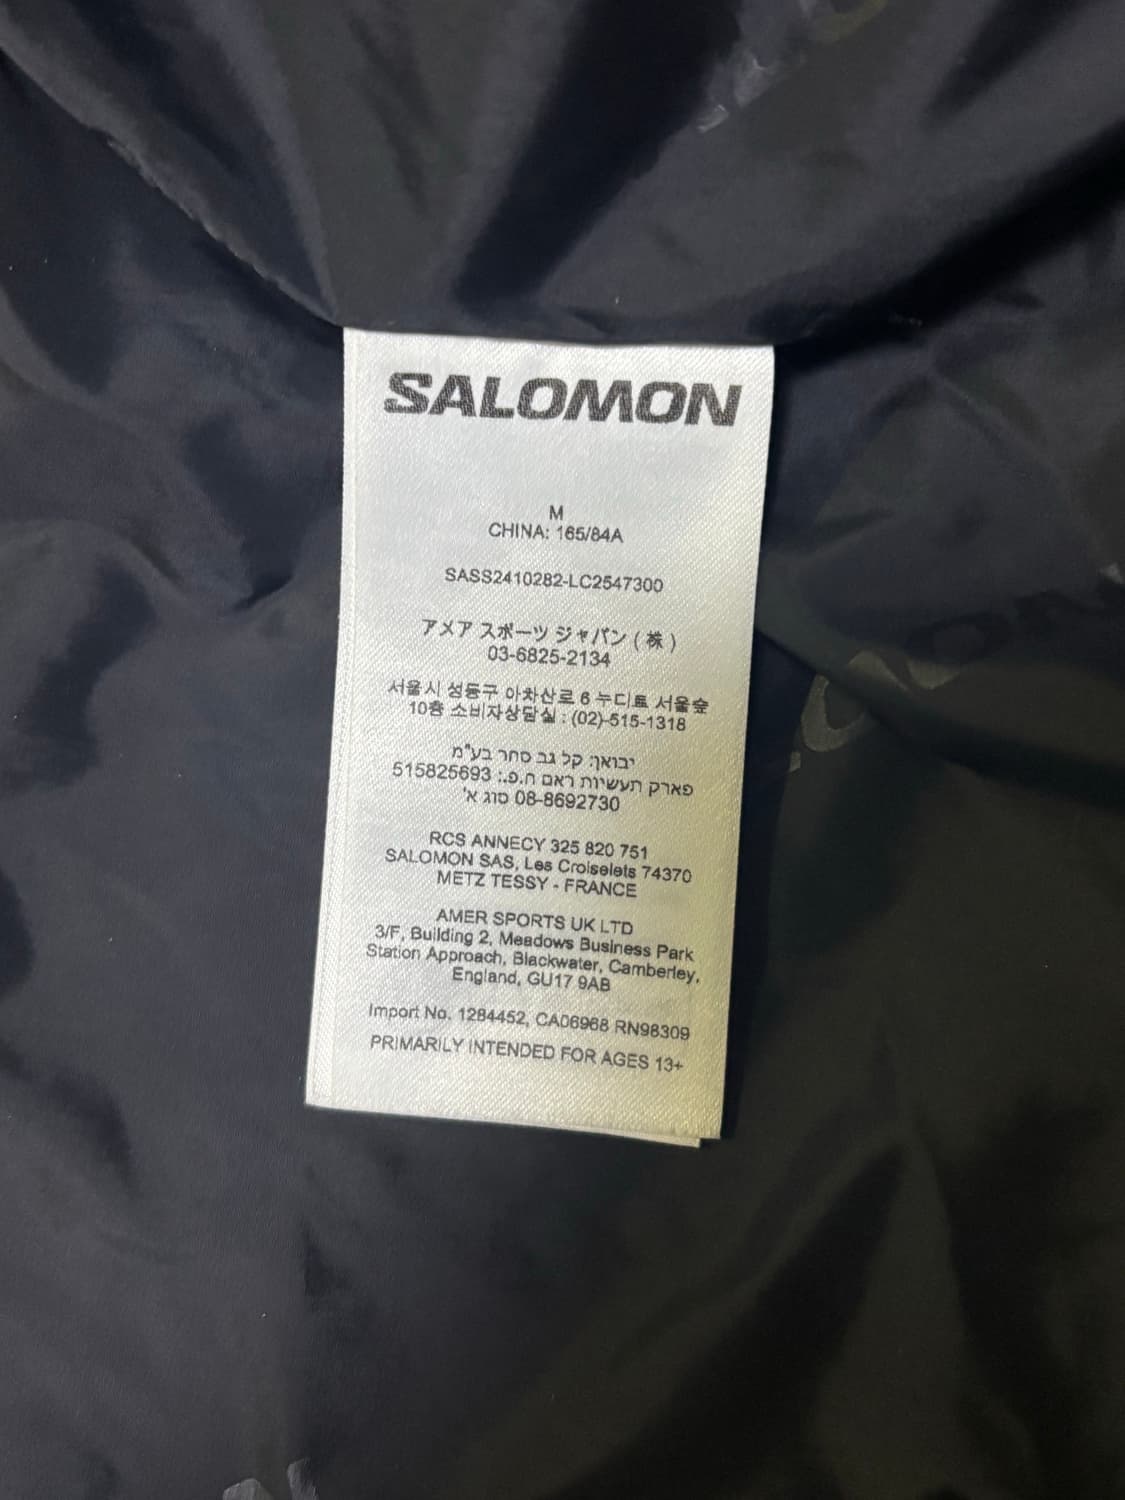 SALOMON
M
CHINA: 165/84A
SASS2410282-LC2547300
アメア スポーツ ジャパン ( 株 )
03-6825-2134
서울시 성동구 아차산로 6 누디트 서울숲
10층 소비자상담실 : (02)-515-1318
יבואן: קל גב סחר בע"מ
פארק תעשיות ראם ח.פ.: 515825693
08-8692730 סוג א'
RCS ANNECY 325 820 751
SALOMON SAS, Les Croiselets 74370
METZ TESSY - FRANCE
AMER SPORTS UK LTD
3/F, Building 2, Meadows Business Park
Station Approach, Blackwater, Camberley,
England, GU17 9AB
Import No. 1284452, CA06968 RN98309
PRIMARILY INTENDED FOR AGES 13+